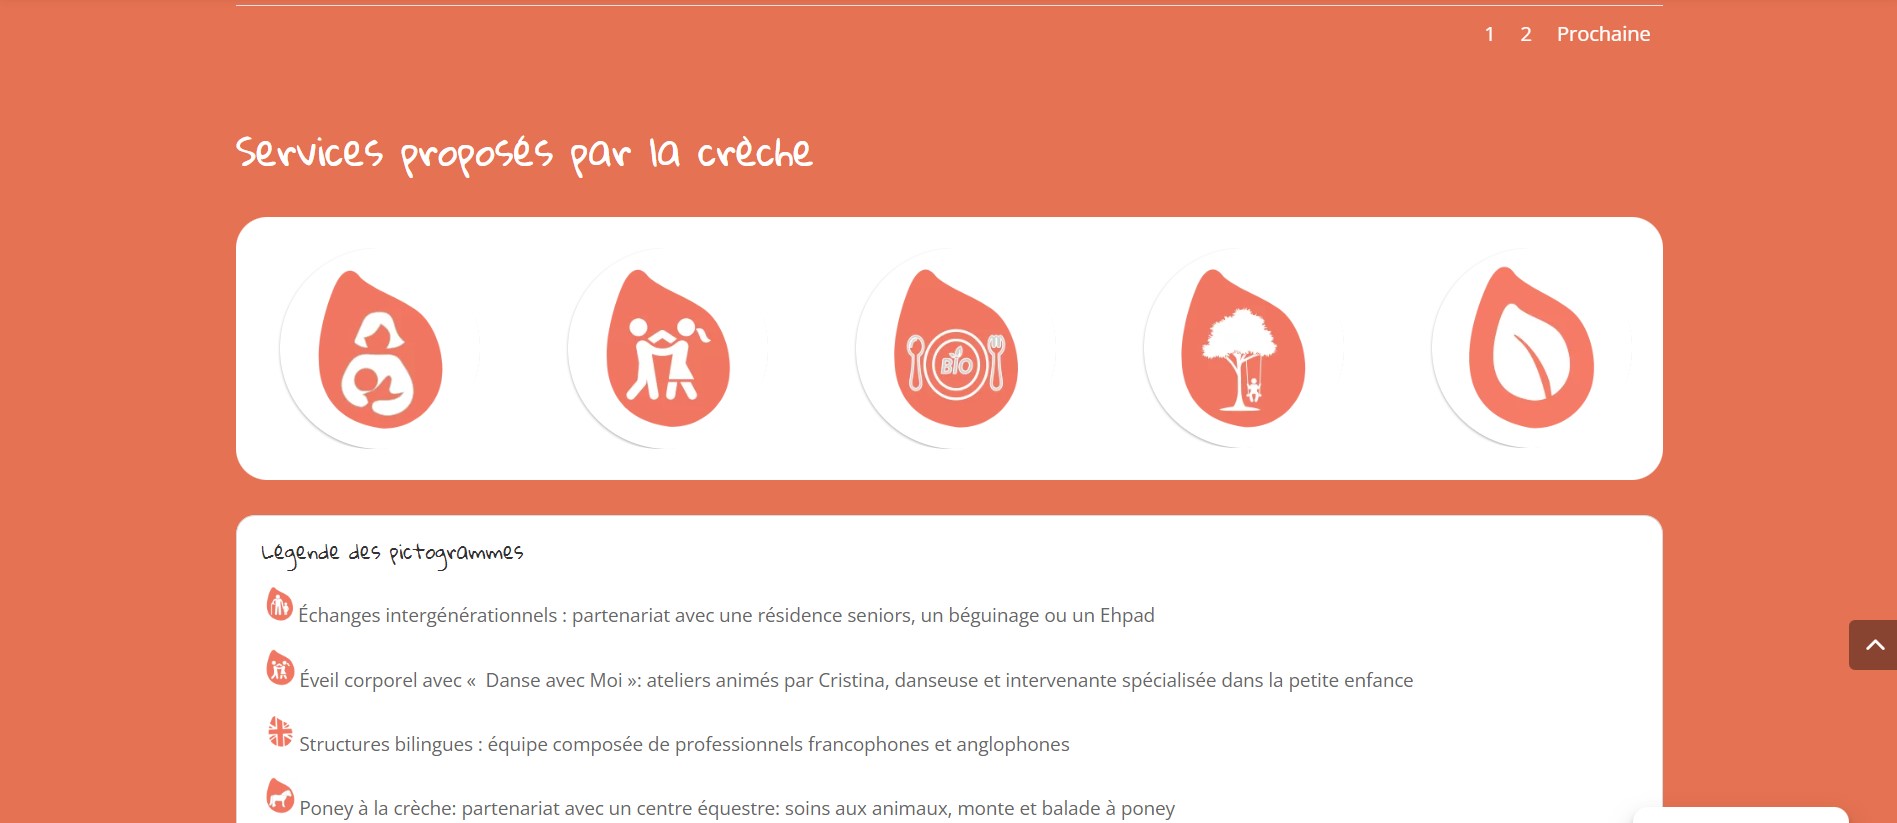 1 2 Prochaine
Services proposés par la crèche
BIO
Légende des pictogrammes
Échanges intergénérationnels : partenariat avec une résidence seniors, un béguinage ou un Ehpad
Éveil corporel avec «  Danse avec Moi »: ateliers animés par Cristina, danseuse et intervenante spécialisée dans la petite enfance
Structures bilingues : équipe composée de professionnels francophones et anglophones
Poney à la crèche: partenariat avec un centre équestre: soins aux animaux, monte et balade à poney